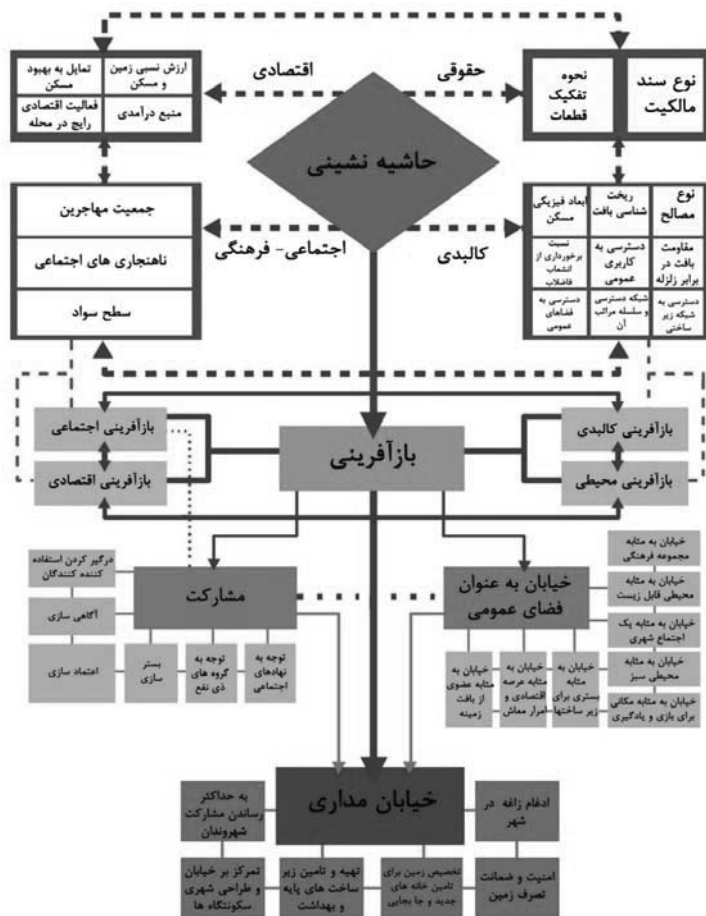 ارزش نسبی زمین
و مسکن
تمایل به بهبود
مسکن
منبع درآمدی
فعالیت اقتصادی
رایج در محله
اقتصادی
حقوقی
نوع سند
مالکیت
نحوه
تفکیک
قطعات
حاشیه نشینی
جمعیت مهاجرین
ناهنجاری های اجتماعی
سطح سواد
اجتماعی- فرهنگی
کالبدی
نوع
مصالح
ریخت
شناسی بافت
ابعاد فیزیکی
مسکن
مقاومت
بافت در
برابر زلزله
دسترسی به
کاربری
عمومی
نسبت
برخورداری از
انشعاب
فاضلاب
دسترسی به
شبکه زیر
ساختی
شبکه دسترسی
و سلسله مراتب
آن
دسترسی به
فضاهای
عمومی
بازآفرینی کالبدی
بازآفرینی محیطی
بازآفرینی
بازآفرینی اجتماعی
بازآفرینی اقتصادی
خیابان به مثابه
مجموعه فرهنگی
خیابان به مثابه
محیطی قابل زیست
خیابان به مثابه یک
اجتماع شهری
خیابان به مثابه
محیطی سبز
خیابان به مثابه مکانی
برای بازی و یادگیری
خیابان به عنوان
فضای عمومی
خیابان به
مثابه
بستری برای
زیر ساختها
خیابان به
مثابه عرصه
اقتصادی و
امرار معاش
خیابان به
مثابه عضوی
از بافت
زمینه
مشارکت
درگیر کردن استفاده
کننده کنندگان
آگاهی سازی
اعتماد سازی
توجه به
نهادهای
اجتماعی
توجه به
گروه های
ذی نفع
بستر
سازی
خیابان مداری
ادغام زاغه در
شهر
به حداکثر
رساندن مشارکت
شهروندان
امنیت و ضمانت
تصرف زمین
تخصیص زمین برای
تامین خانه های
جدید و جا بجایی
تهیه و تامین زیر
ساخت های پایه
و بهداشت
تمرکز بر خیابان
و طراحی شهری
سکونتگاه ها